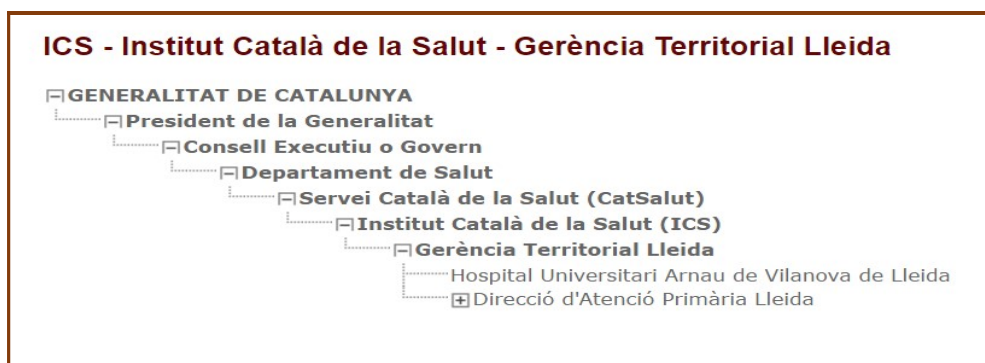 ICS - Institut Català de la Salut - Gerència Territorial Lleida
GENERALITAT DE CATALUNYA
President de la Generalitat
Consell Executiu o Govern
Departament de Salut
Servei Català de la Salut (CatSalut)
Institut Català de la Salut (ICS)
Gerència Territorial Lleida
Hospital Universitari Arnau de Vilanova de Lleida
Direcció d'Atenció Primària Lleida